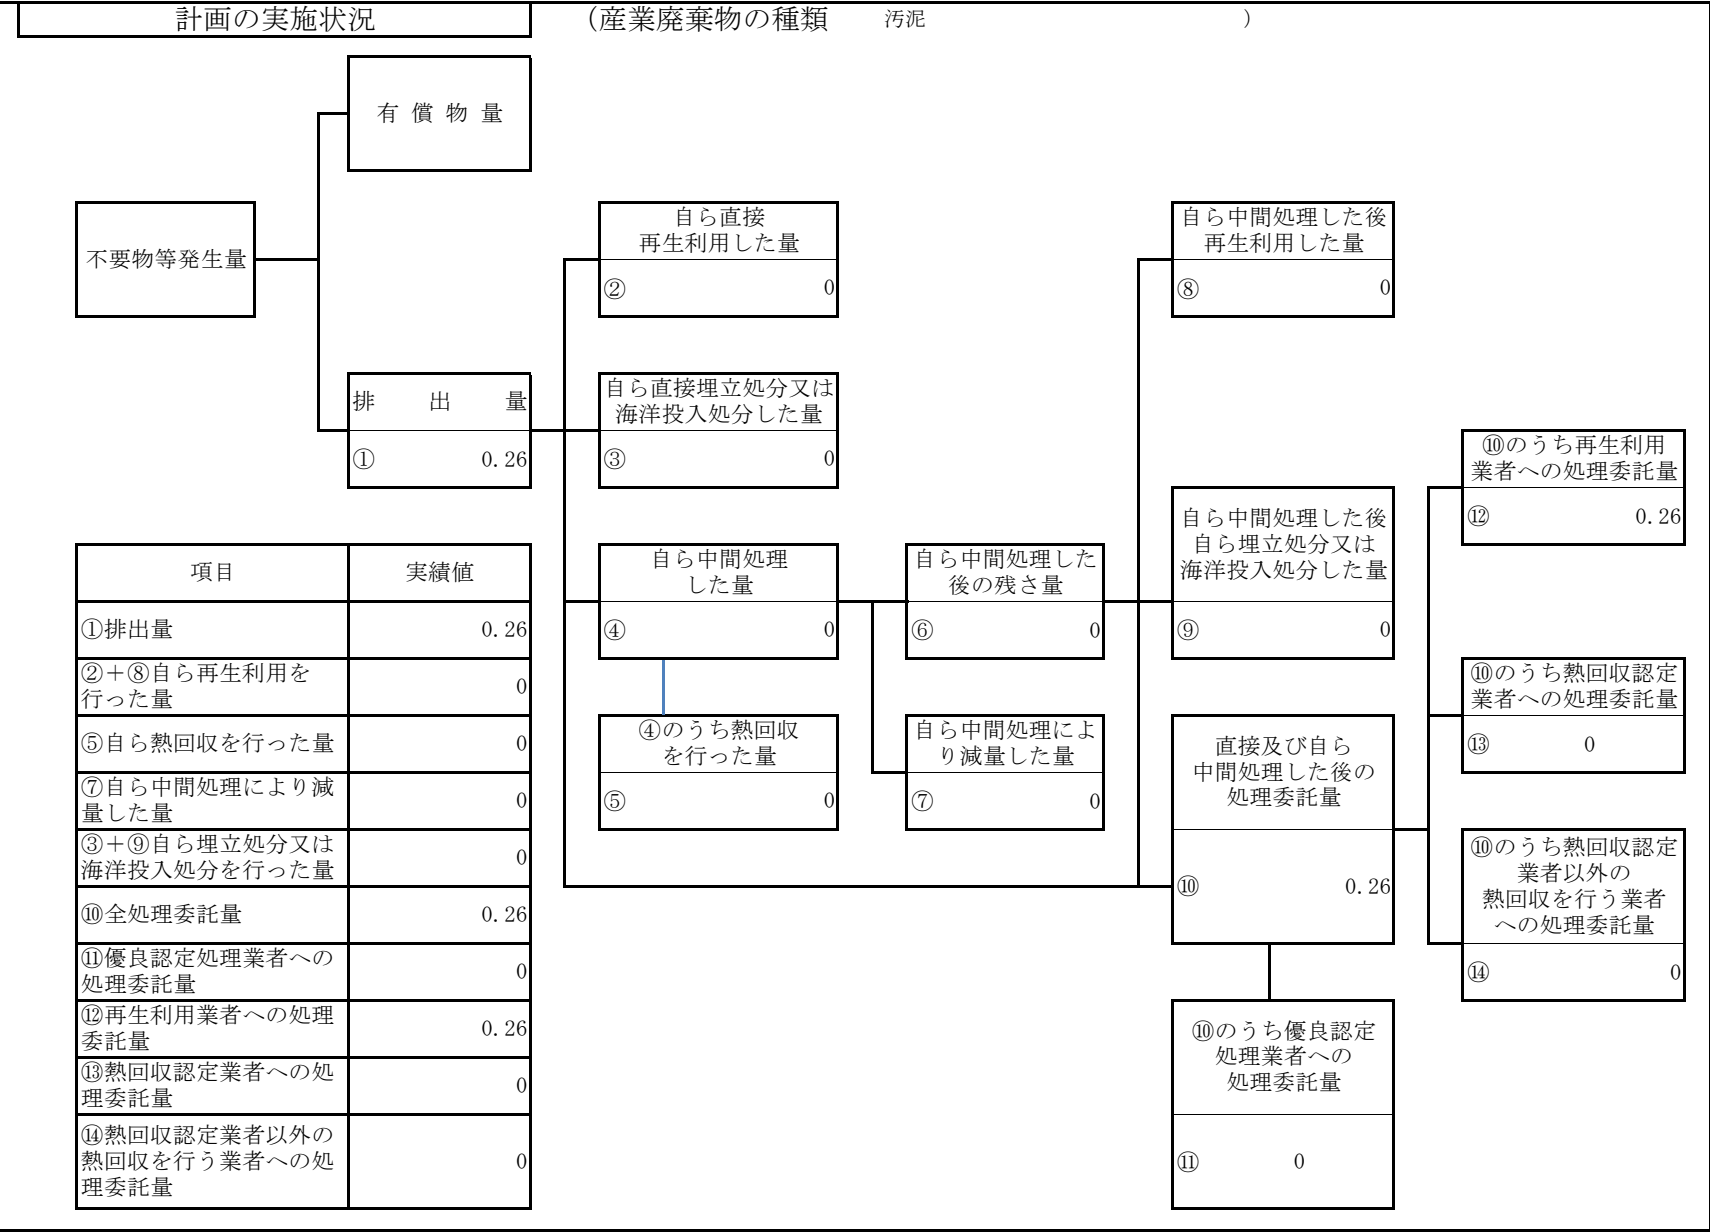 計画の実施状況
（産業廃棄物の種類 汚泥 ）
有 償 物 量
不要物等発生量
排 出 量
① 0.26
自ら直接
再生利用した量
② 0
自ら直接埋立処分又は
海洋投入処分した量
③ 0
自ら中間処理
した量
④ 0
④のうち熱回収
を行った量
⑤ 0
自ら中間処理した
後の残さ量
⑥ 0
自ら中間処理によ
り減量した量
⑦ 0
自ら中間処理した後
再生利用した量
⑧ 0
自ら中間処理した後
自ら埋立処分又は
海洋投入処分した量
⑨ 0
直接及び自ら
中間処理した後の
処理委託量
⑩ 0.26
⑩のうち優良認定
処理業者への
処理委託量
⑪ 0
⑩のうち再生利用
業者への処理委託量
⑫ 0.26
⑩のうち熱回収認定
業者への処理委託量
⑬ 0
⑩のうち熱回収認定
業者以外の
熱回収を行う業者
への処理委託量
⑭ 0
項目 実績値
①排出量 0.26
②＋⑧自ら再生利用を
行った量 0
⑤自ら熱回収を行った量 0
⑦自ら中間処理により減
量した量 0
③＋⑨自ら埋立処分又は
海洋投入処分を行った量 0
⑩全処理委託量 0.26
⑪優良認定処理業者への
処理委託量 0
⑫再生利用業者への処理
委託量 0.26
⑬熱回収認定業者への処
理委託量 0
⑭熱回収認定業者以外の
熱回収を行う業者への処
理委託量 0